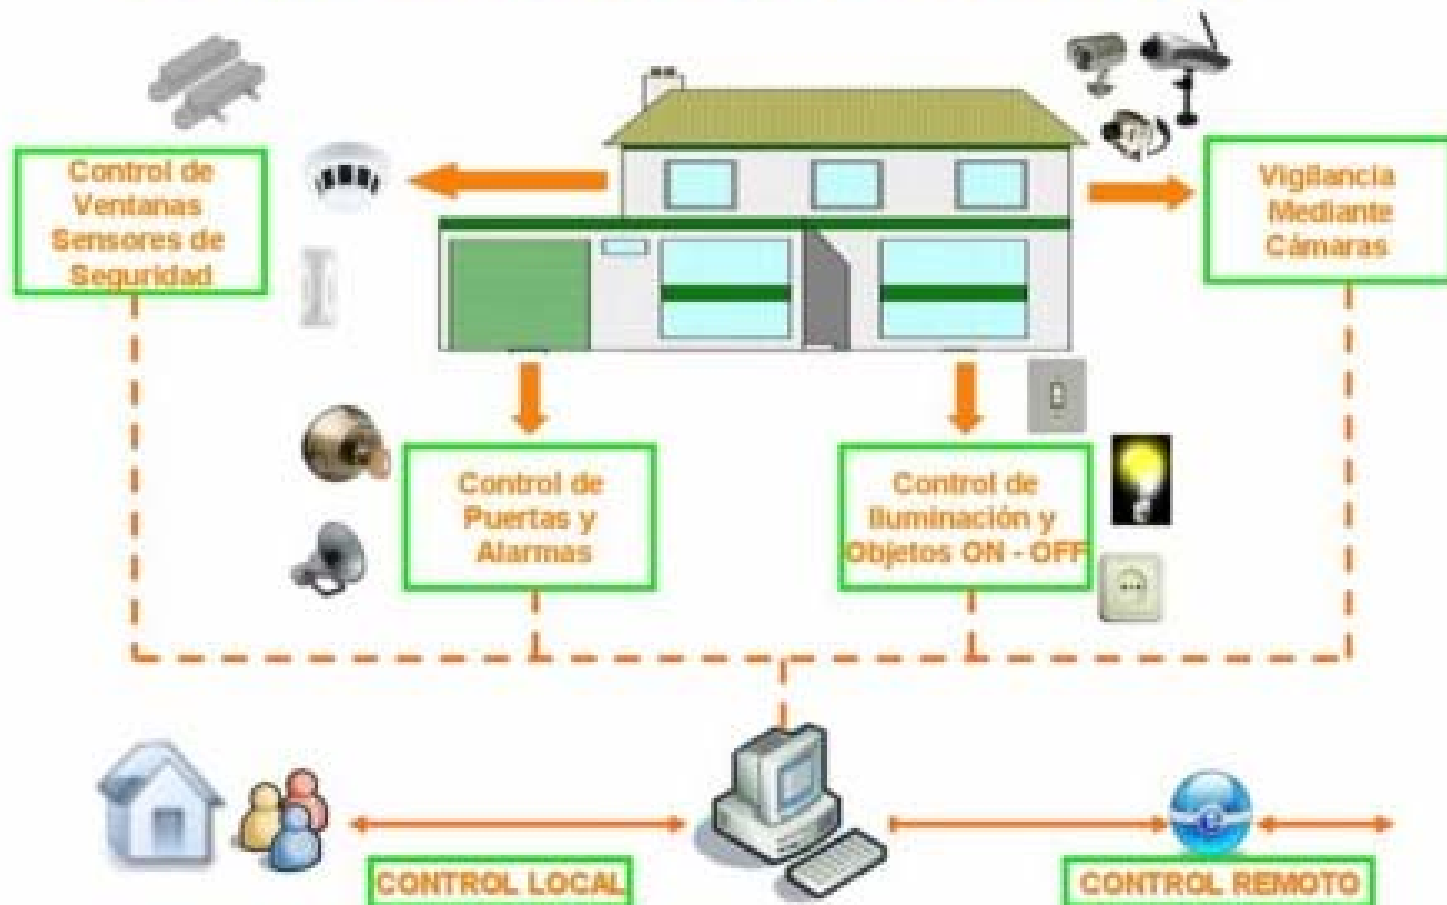 Control de
Ventanas
Sensores de
Seguridad
Vigilancia
Mediante
Cámaras
Control de
Puertas y
Alarmas
Control de
Iluminación y
Objetos ON - OFF
CONTROL LOCAL
CONTROL REMOTO